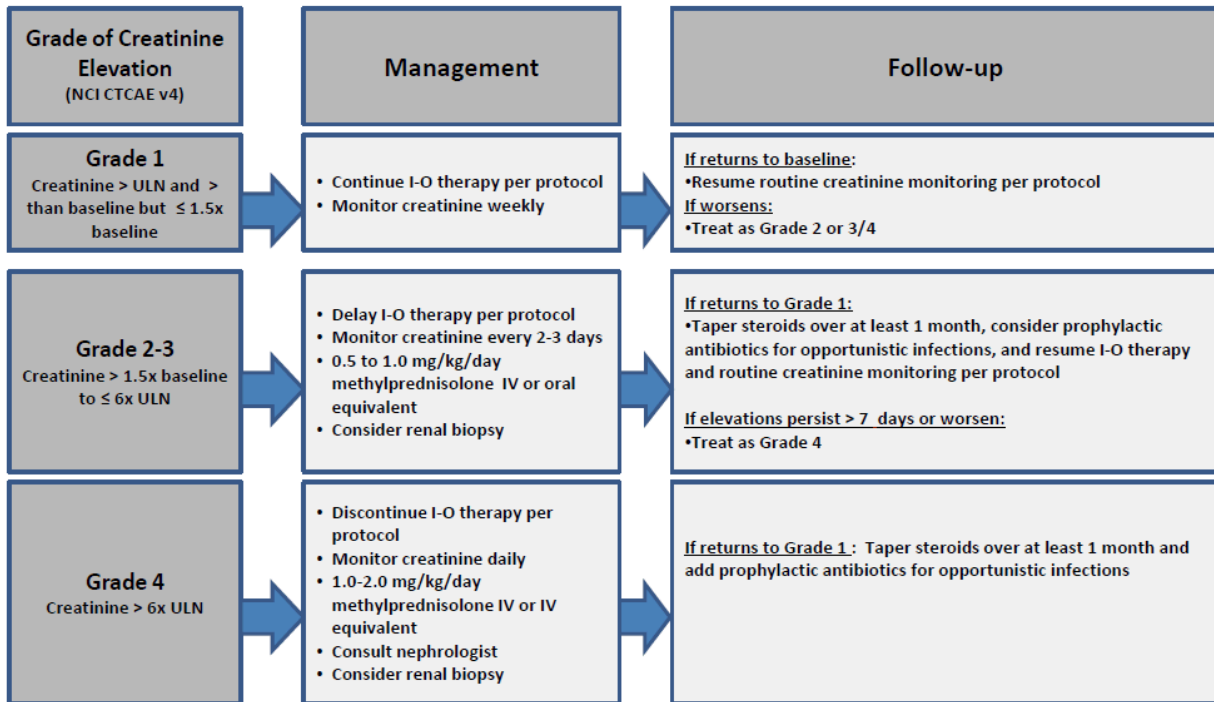 Grade of Creatinine
Elevation
(NCI CTCAE v4)
Management
Follow-up
Grade 1
Creatinine > ULN and >
than baseline but ≤ 1.5x
baseline
• Continue I-O therapy per protocol
• Monitor creatinine weekly
If returns to baseline:
•Resume routine creatinine monitoring per protocol
If worsens:
•Treat as Grade 2 or 3/4
Grade 2-3
Creatinine > 1.5x baseline
to ≤ 6x ULN
• Delay I-O therapy per protocol
• Monitor creatinine every 2-3 days
• 0.5 to 1.0 mg/kg/day
methylprednisolone IV or oral
equivalent
• Consider renal biopsy
If returns to Grade 1:
•Taper steroids over at least 1 month, consider prophylactic
antibiotics for opportunistic infections, and resume I-O therapy
and routine creatinine monitoring per protocol
If elevations persist > 7 days or worsen:
•Treat as Grade 4
Grade 4
Creatinine > 6x ULN
• Discontinue I-O therapy per
protocol
• Monitor creatinine daily
• 1.0-2.0 mg/kg/day
methylprednisolone IV or IV
equivalent
• Consult nephrologist
• Consider renal biopsy
If returns to Grade 1 : Taper steroids over at least 1 month and
add prophylactic antibiotics for opportunistic infections